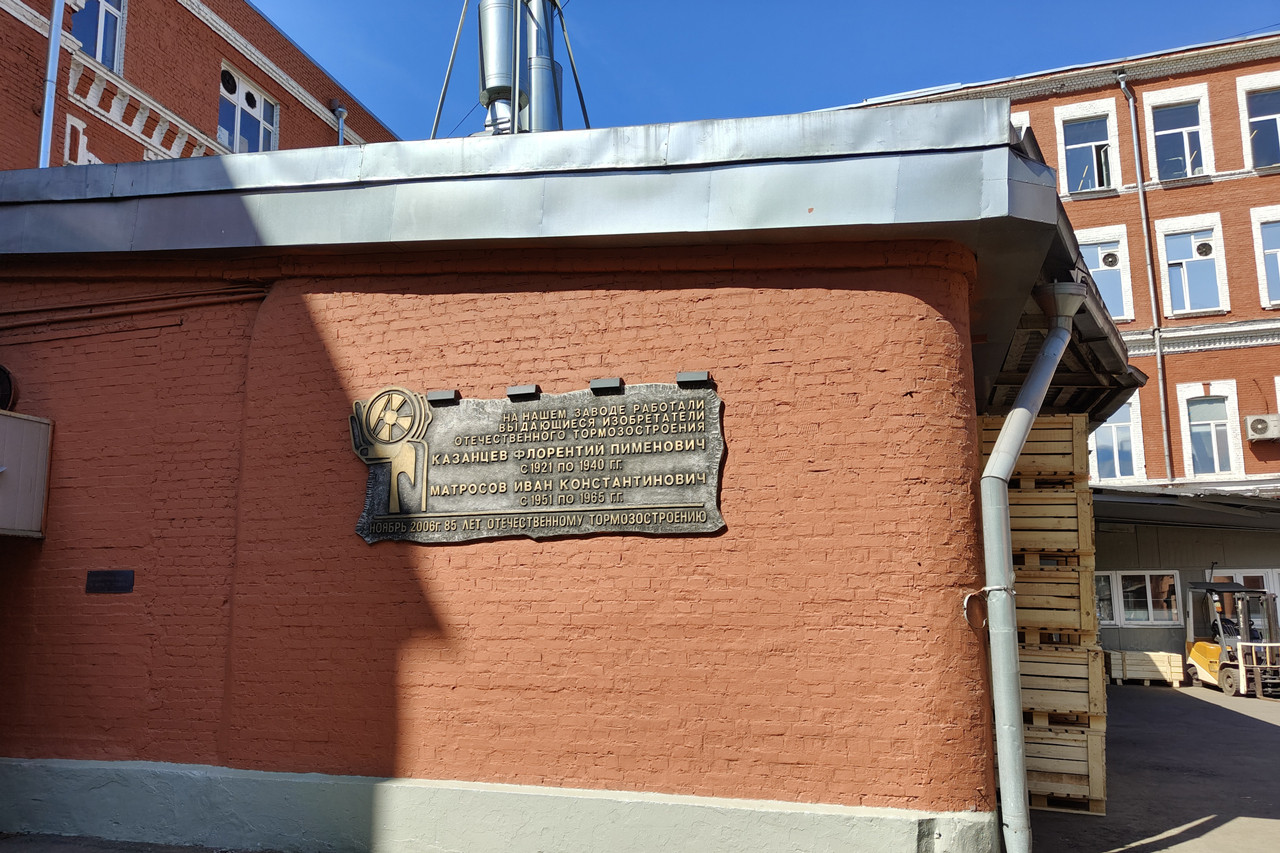 НА НАШЕМ ЗАВОДЕ РАБОТАЛИ
ВЫДАЮЩИЕСЯ ИЗОБРЕТАТЕЛИ
ОТЕЧЕСТВЕННОГО ТОРМОЗОСТРОЕНИЯ
КАЗАНЦЕВ ФЛОРЕНТИЙ ПИМЕНОВИЧ
С 1921 ПО 1940 Г.Г.
МАТРОСОВ ИВАН КОНСТАНТИНОВИЧ
С 1951 ПО 1965 Г.Г.
НОЯБРЬ 2006г. 85 ЛЕТ ОТЕЧЕСТВЕННОМУ ТОРМОЗОСТРОЕНИЮ